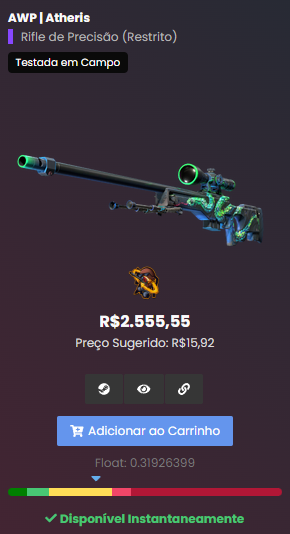 AWP | Atheris
Rifle de Precisão (Restrito)
Testada em Campo
R$2.555,55
Preço Sugerido: R$15,92
Adicionar ao Carrinho
Float: 0.31926399
Disponível Instantaneamente